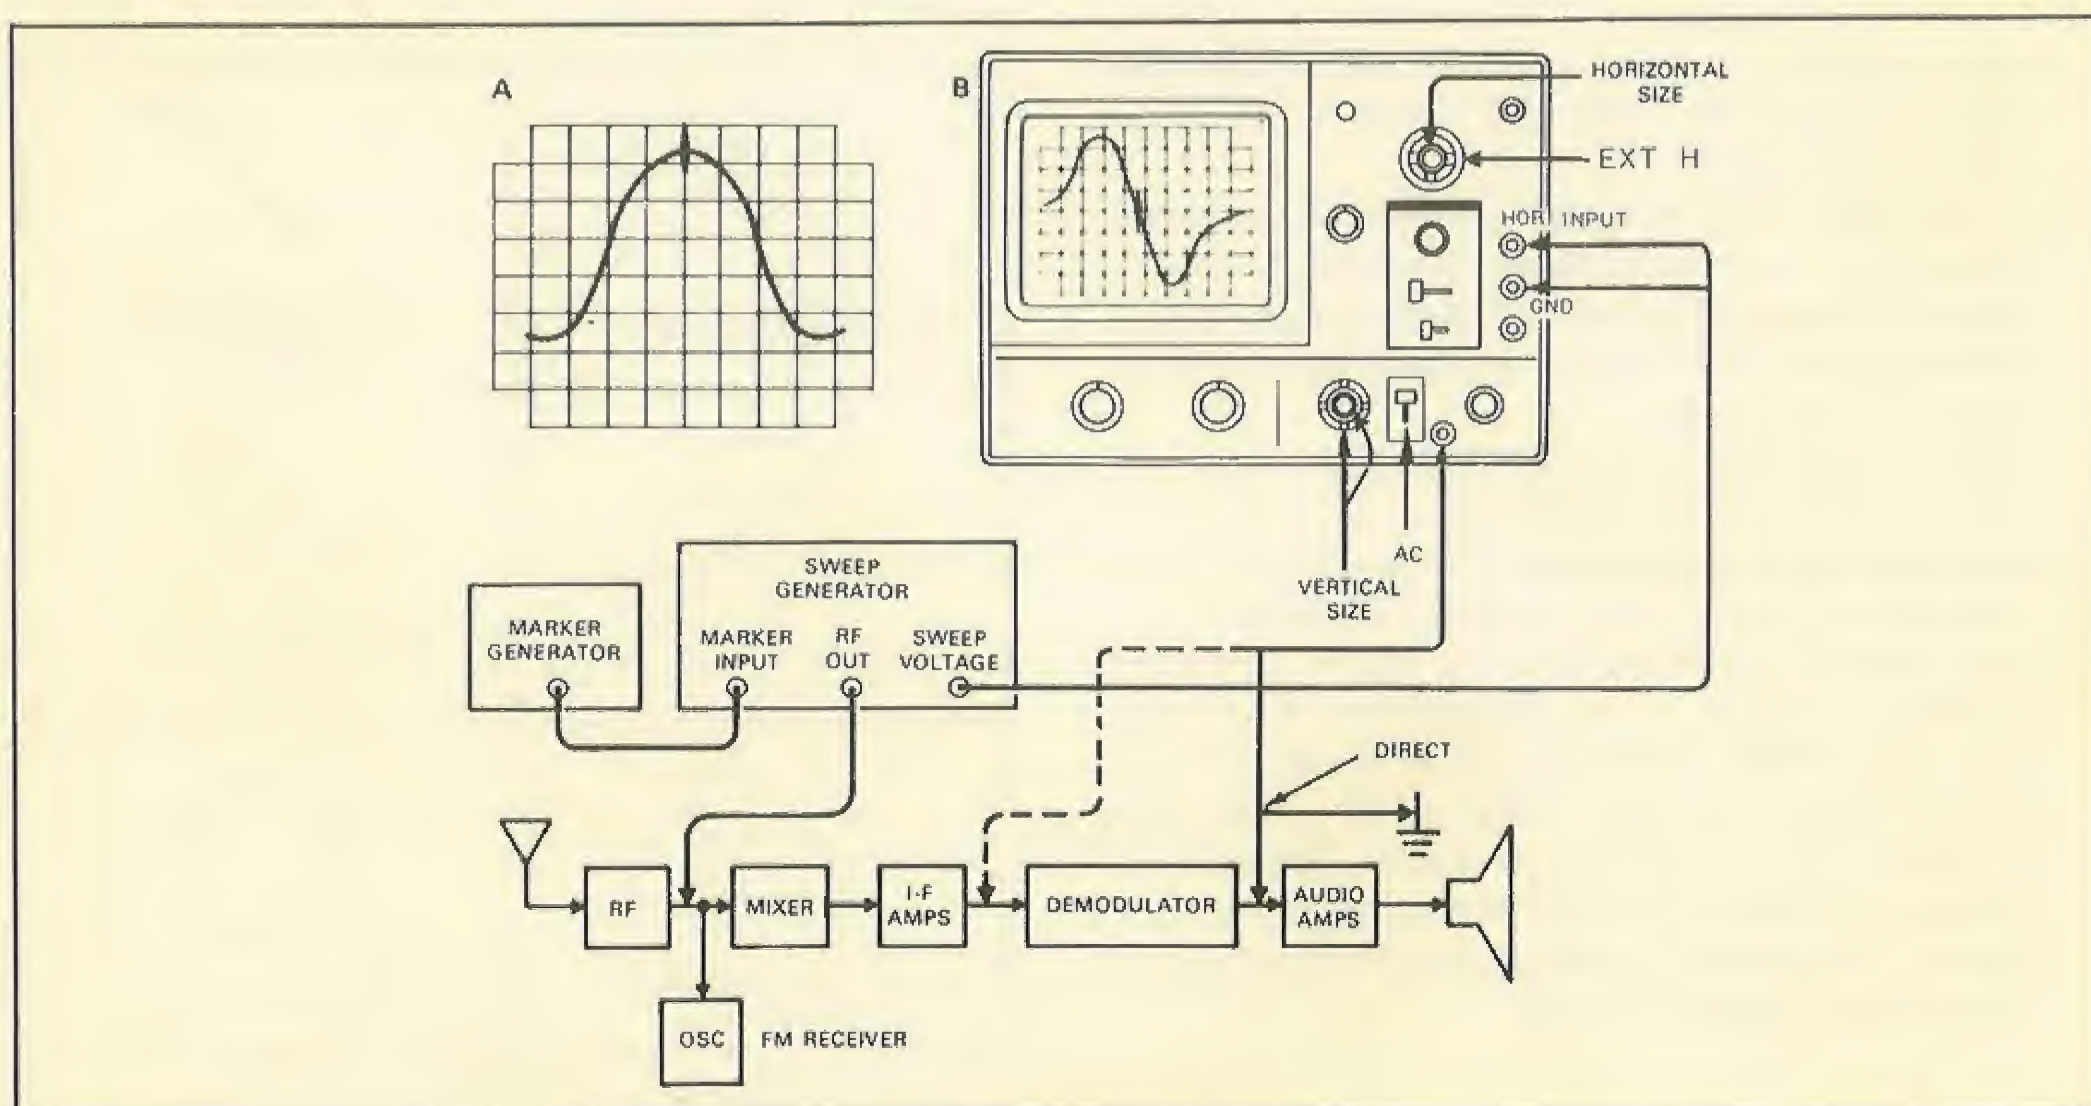 A
B
HORIZONTAL
SIZE
EXT H
HOR INPUT
GND
AC
VERTICAL
SIZE
SWEEP
GENERATOR
MARKER
GENERATOR
MARKER
INPUT
RF
OUT
SWEEP
VOLTAGE
DIRECT
RF
MIXER
I-F
AMPS
DEMODULATOR
AUDIO
AMPS
OSC
FM RECEIVER